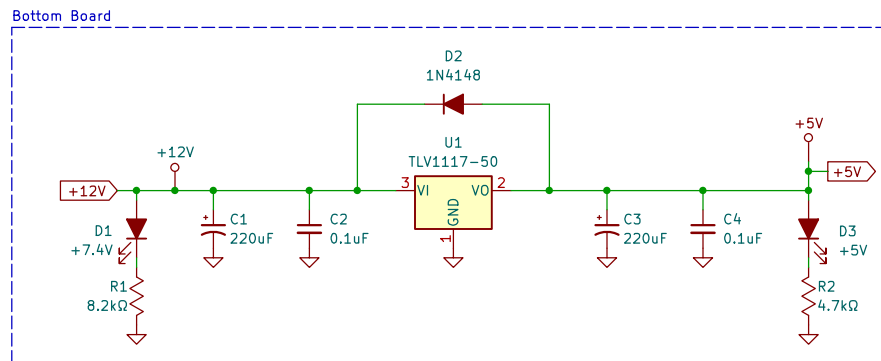 Bottom Board
D2
1N4148
+12V
U1
TLV1117-50
+5V
+12V
3
VI
VO
2
GND
1
+5V
D1
+7.4V
C1
220uF
C2
0.1uF
C3
220uF
C4
0.1uF
D3
+5V
R1
8.2kΩ
R2
4.7kΩ